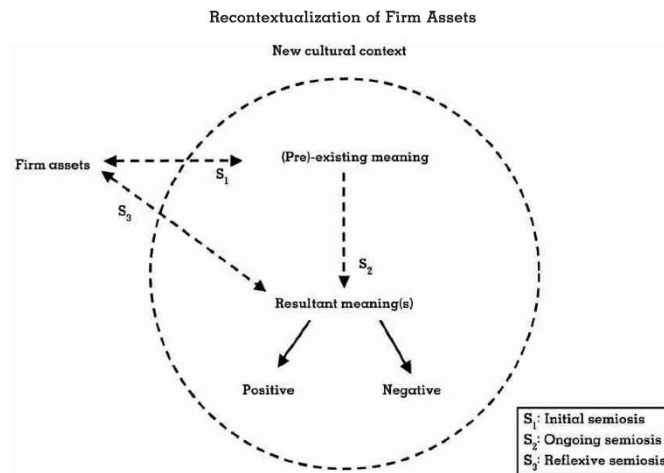 Recontextualization of Firm Assets
New cultural context
Firm assets
S₁
(Pre)-existing meaning
S₃
S₂
Resultant meaning(s)
Positive
Negative
S₁: Initial semiosis
S₂: Ongoing semiosis
S₃: Reflexive semiosis